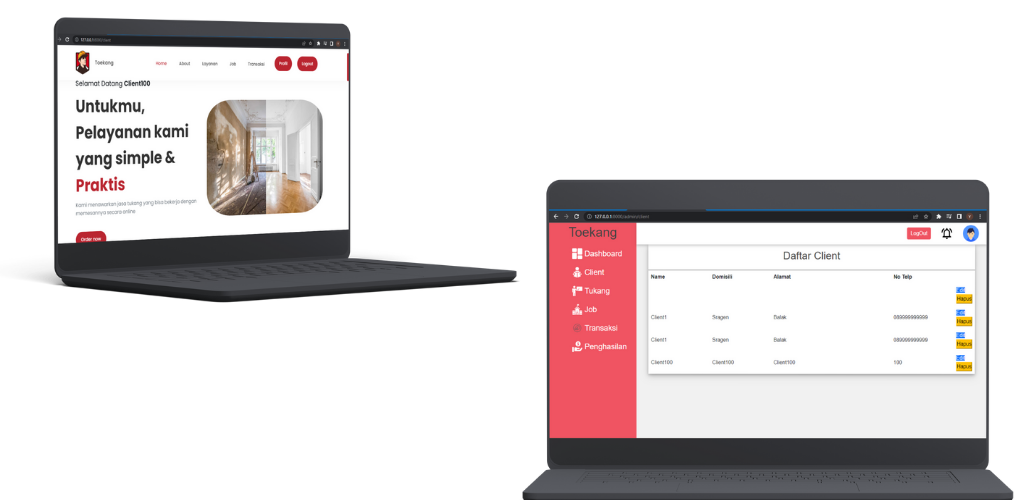 127.0.0.1:8000/client
Toekang
Home About Layanan Job Transaksi Profil Logout
Selamat Datang Client100
Untukmu,
Pelayanan kami
yang simple &
Praktis
Kami menawarkan jasa tukang yang bisa bekerja dengan
memesannya secara online
Order now
127.0.0.1:8000/admin/client
Toekang
LogOut
Dashboard
Client
Tukang
Job
Transaksi
Penghasilan
Daftar Client
Name Domisili Alamat No Telp
Edit
Hapus
Client1 Sragen Balak 089999999999
Edit
Hapus
Client1 Sragen Balak 089999999999
Edit
Hapus
Client100 Client100 Client100 100
Edit
Hapus